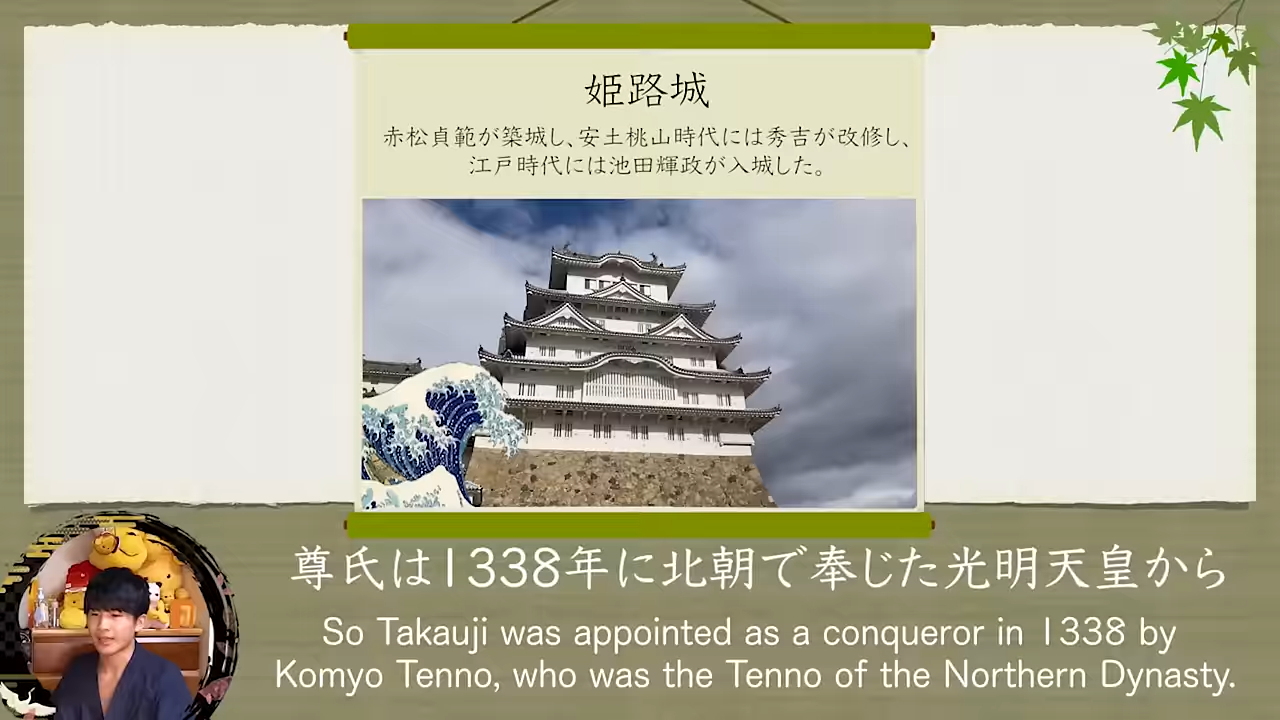 姫路城
赤松貞範が築城し、安土桃山時代には秀吉が改修し、
江戸時代には池田輝政が入城した。
尊氏は1338年に北朝で奉じた光明天皇から
So Takauji was appointed as a conqueror in 1338 by
Komyo Tenno, who was the Tenno of the Northern Dynasty.